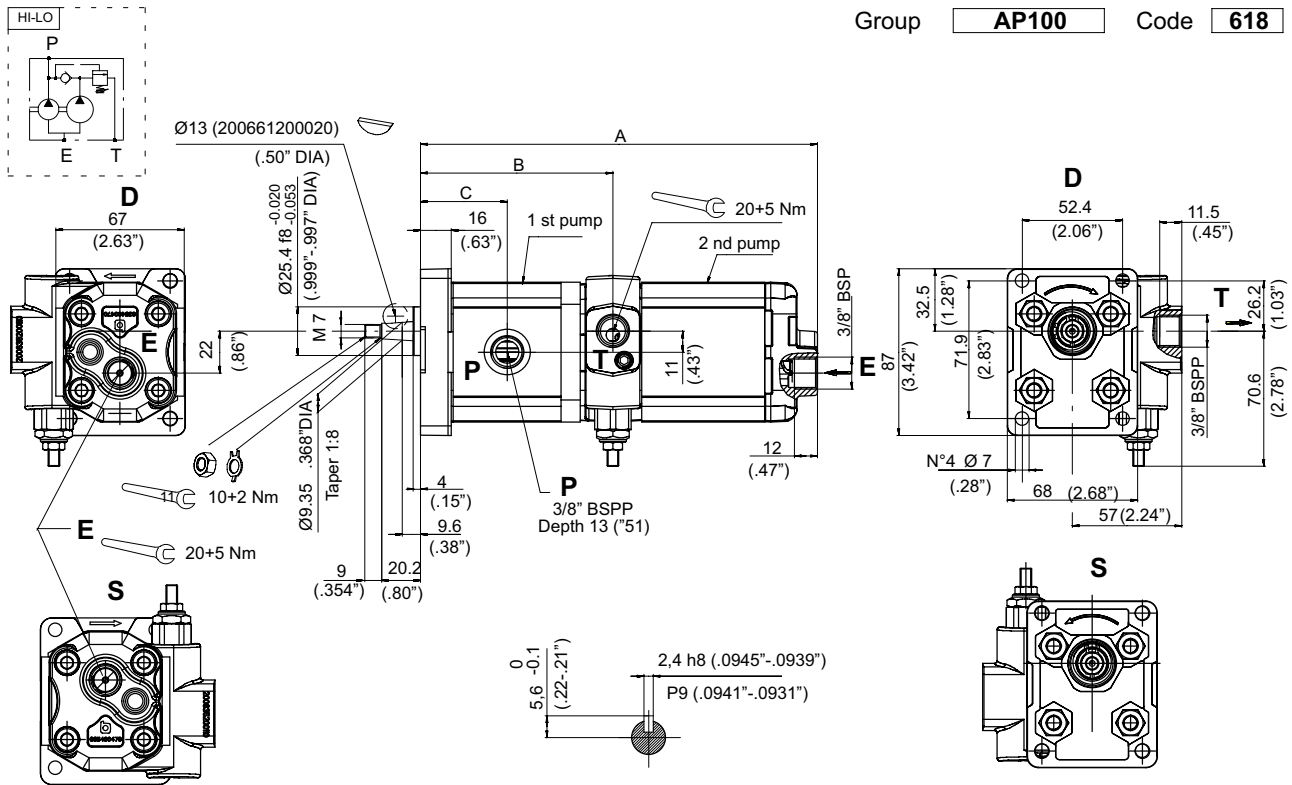 HI-LO
P
E
T
Group AP100 Code 618
Ø13 (200661200020)
(.50” DIA)
A
B
C
16
(.63”)
20+5 Nm
1 st pump
2 nd pump
Ø25.4 f8 -0.020 -0.053
(.999”-.997” DIA)
M 7
3/8” BSP
D
67
(2.63”)
E
22
(.86”)
P
T
11
(.43”)
E
12
(.47”)
P
3/8” BSPP
Depth 13 (”51)
4
(.15”)
9.6
(.38”)
20.2
(.80”)
9
(.354”)
Ø9.35 .368”DIA
Taper 1:8
11
10+2 Nm
E
20+5 Nm
S
D
52.4
(2.06”)
11.5
(.45”)
32.5
(1.28”)
87
(3.42”)
71.9
(2.83”)
T
26.2
(1.03”)
70.6
(2.78”)
3/8” BSPP
N°4 Ø 7
(.28”)
68 (2.68”)
57(2.24”)
S
5,6 0 -0.1
(.22-.21”)
2,4 h8 (.0945”-.0939”)
P9 (.0941”-.0931”)